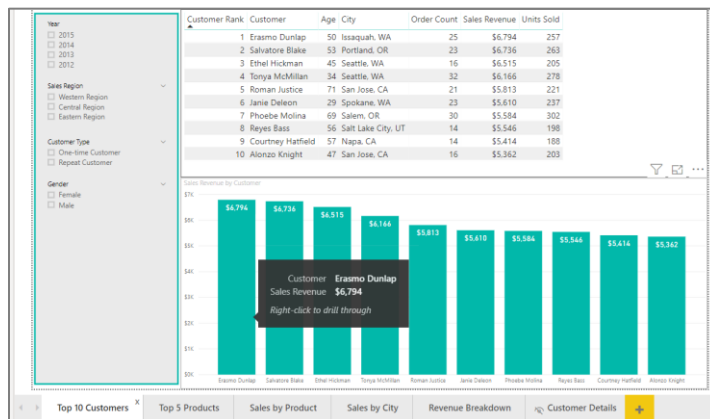 Year
2015
2014
2013
2012
Sales Region
Western Region
Central Region
Eastern Region
Customer Type
One-time Customer
Repeat Customer
Gender
Female
Male
Customer Rank Customer Age City Order Count Sales Revenue Units Sold
1 Erasmo Dunlap 50 Issaquah, WA 25 $6,794 257
2 Salvatore Blake 53 Portland, OR 23 $6,736 263
3 Ethel Hickman 45 Seattle, WA 16 $6,515 205
4 Tonya McMillan 34 Seattle, WA 32 $6,166 278
5 Roman Justice 71 San Jose, CA 21 $5,813 221
6 Janie Deleon 29 Spokane, WA 23 $5,610 237
7 Phoebe Molina 69 Salem, OR 30 $5,584 302
8 Reyes Bass 56 Salt Lake City, UT 14 $5,546 198
9 Courtney Hatfield 57 Napa, CA 14 $5,414 188
10 Alonzo Knight 47 San Jose, CA 16 $5,362 203
Sales Revenue by Customer
$7K
$6K
$5K
$4K
$3K
$2K
$1K
$0K
$6,794 $6,736 $6,515 $6,166 $5,813 $5,610 $5,584 $5,546 $5,414 $5,362
Customer Erasmo Dunlap
Sales Revenue $6,794
Right-click to drill through
Erasmo Dunlap Salvatore Blake Ethel Hickman Tonya McMillan Roman Justice Janie Deleon Phoebe Molina Reyes Bass Courtney Hatfield Alonzo Knight
Top 10 Customers x Top 5 Products Sales by Product Sales by City Revenue Breakdown Customer Details +